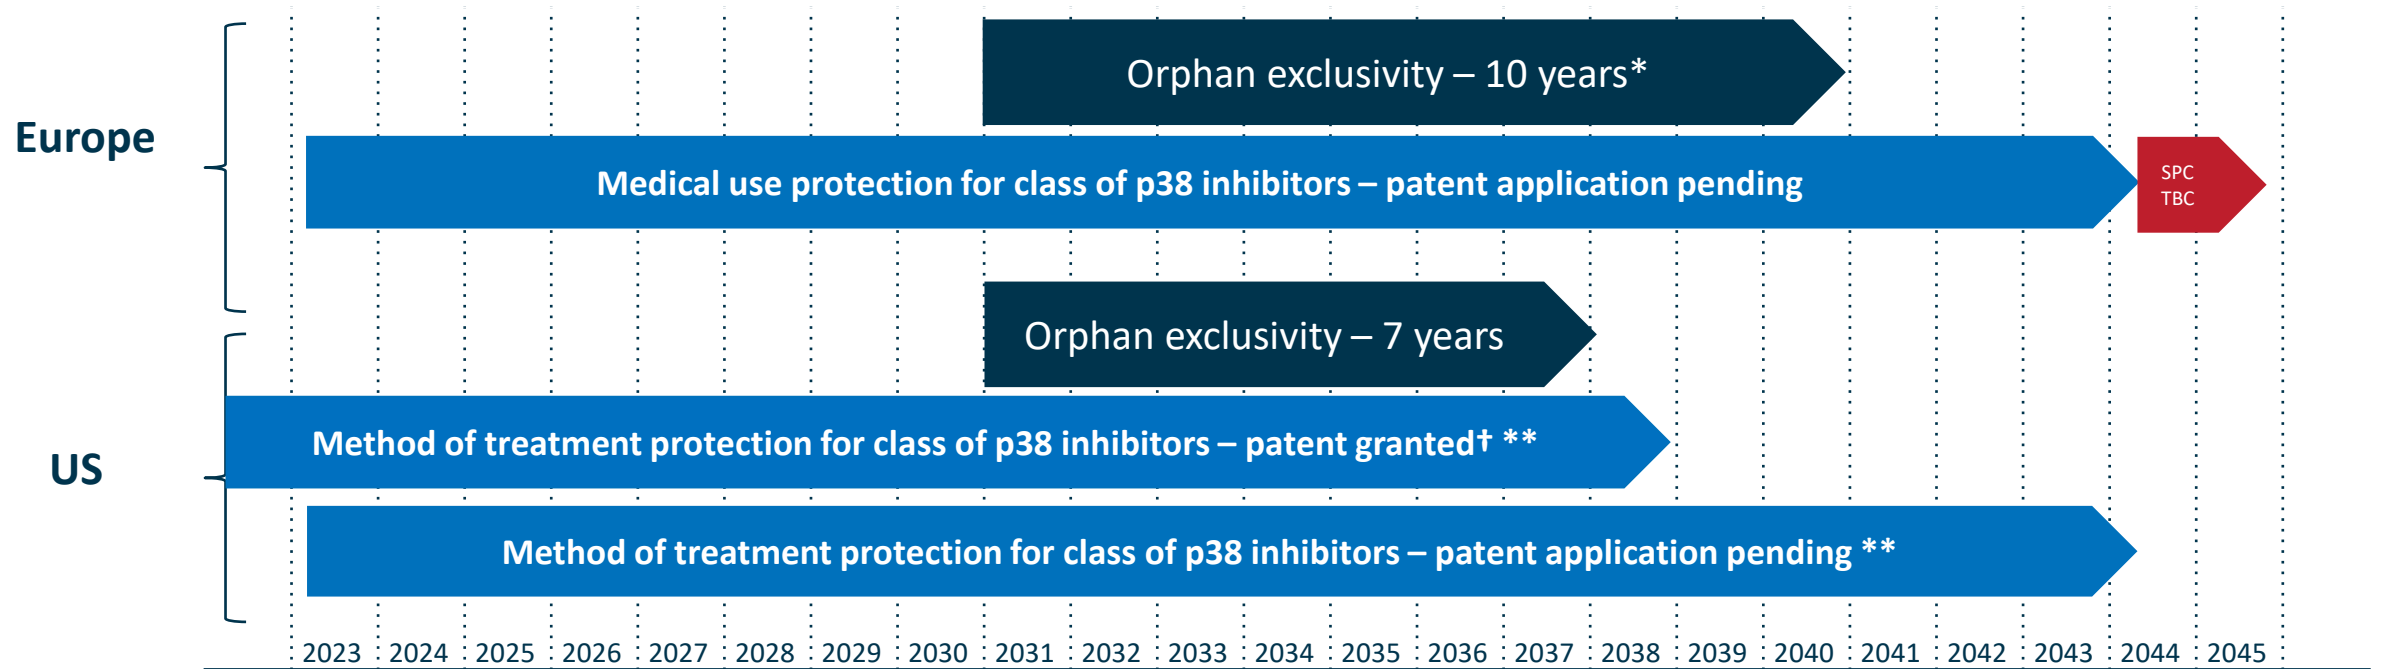 Europe
Orphan exclusivity – 10 years*
Medical use protection for class of p38 inhibitors – patent application pending
SPC
TBC
US
Orphan exclusivity – 7 years
Method of treatment protection for class of p38 inhibitors – patent granted† **
Method of treatment protection for class of p38 inhibitors – patent application pending **
2023 2024 2025 2026 2027 2028 2029 2030 2031 2032 2033 2034 2035 2036 2037 2038 2039 2040 2041 2042 2043 2044 2045